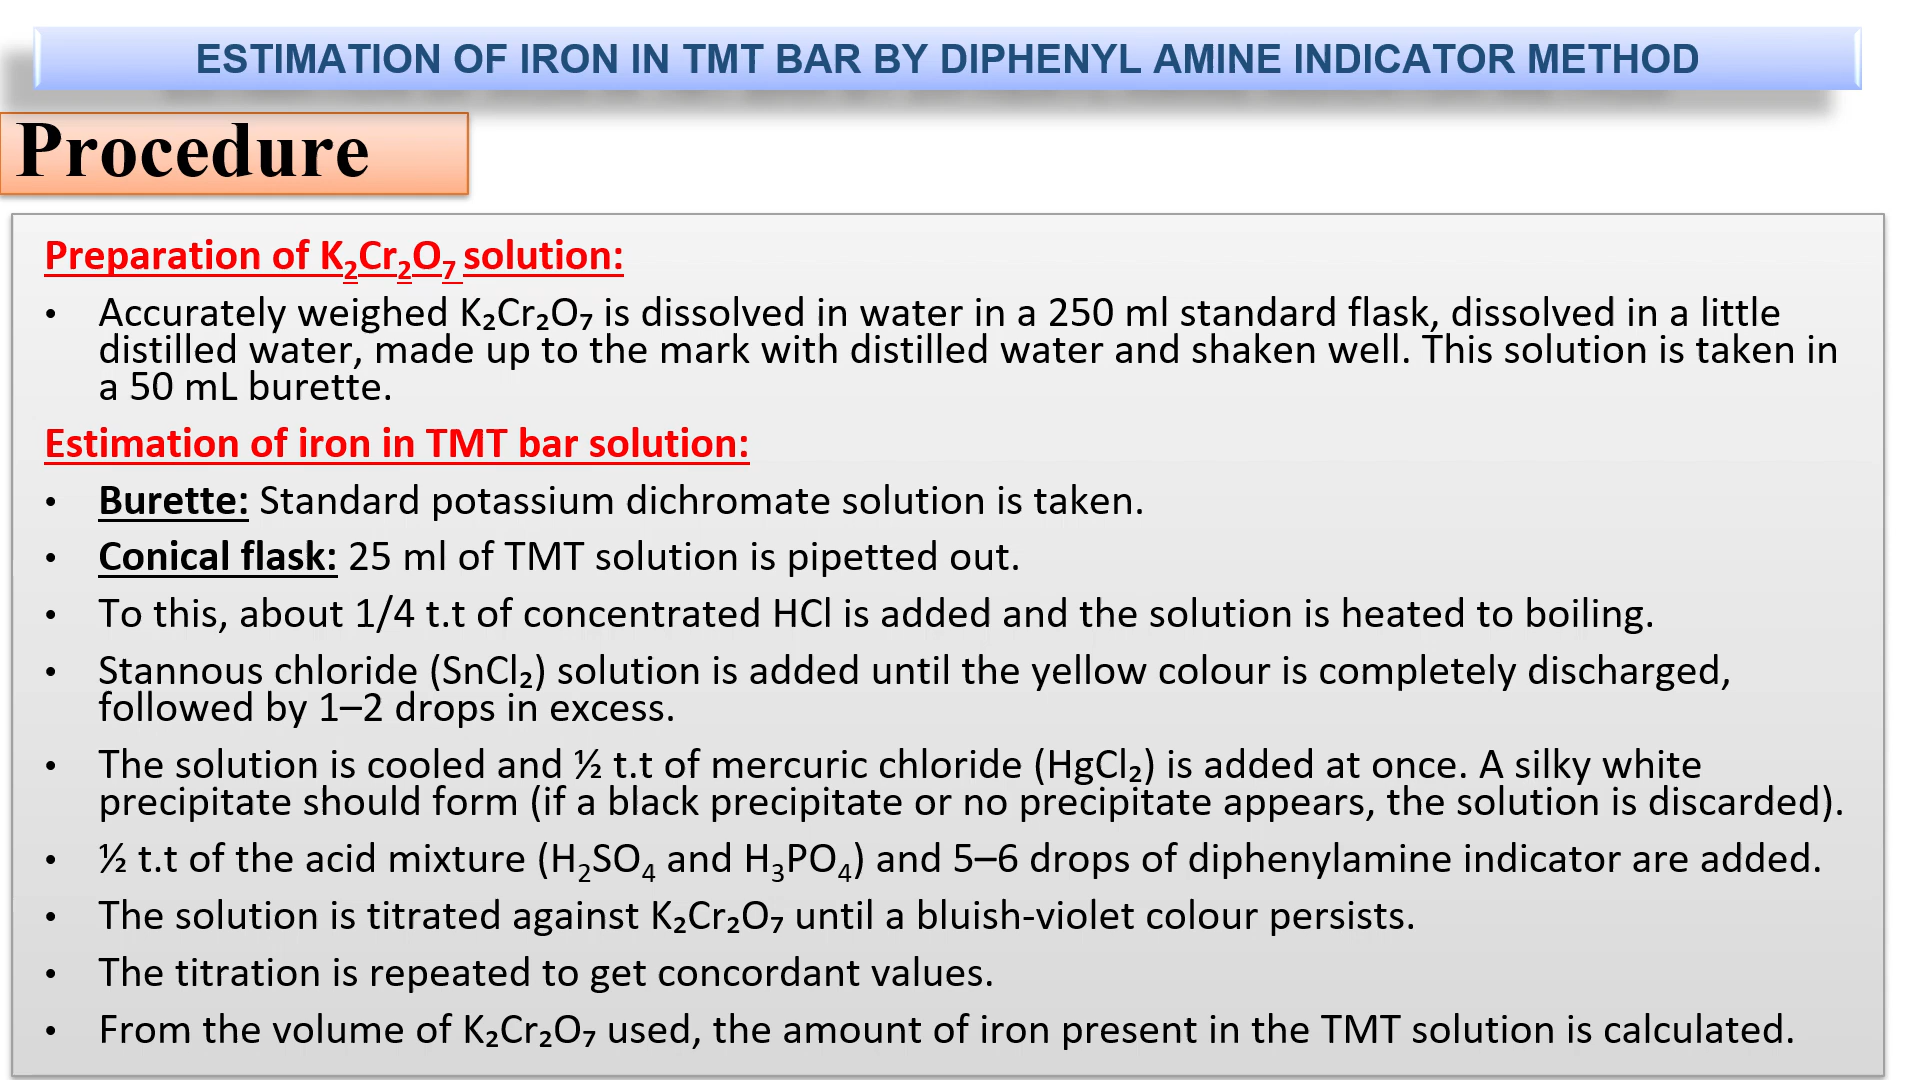 ESTIMATION OF IRON IN TMT BAR BY DIPHENYL AMINE INDICATOR METHOD
Procedure
Preparation of K₂Cr₂O₇ solution:
• Accurately weighed K₂Cr₂O₇ is dissolved in water in a 250 ml standard flask, dissolved in a little
distilled water, made up to the mark with distilled water and shaken well. This solution is taken in
a 50 mL burette.
Estimation of iron in TMT bar solution:
• Burette: Standard potassium dichromate solution is taken.
• Conical flask: 25 ml of TMT solution is pipetted out.
• To this, about 1/4 t.t of concentrated HCl is added and the solution is heated to boiling.
• Stannous chloride (SnCl₂) solution is added until the yellow colour is completely discharged,
followed by 1–2 drops in excess.
• The solution is cooled and ½ t.t of mercuric chloride (HgCl₂) is added at once. A silky white
precipitate should form (if a black precipitate or no precipitate appears, the solution is discarded).
• ½ t.t of the acid mixture (H₂SO₄ and H₃PO₄) and 5–6 drops of diphenylamine indicator are added.
• The solution is titrated against K₂Cr₂O₇ until a bluish-violet colour persists.
• The titration is repeated to get concordant values.
• From the volume of K₂Cr₂O₇ used, the amount of iron present in the TMT solution is calculated.